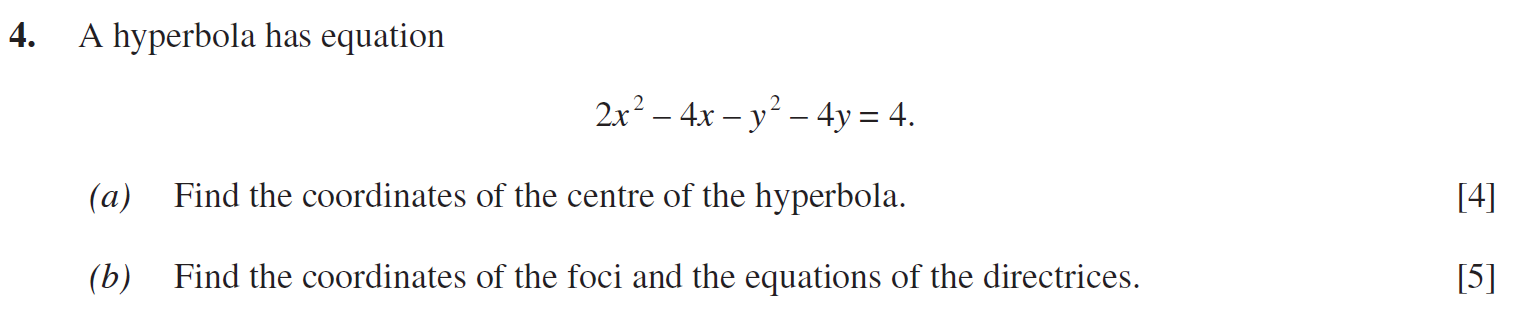 4. A hyperbola has equation
2x² – 4x – y² – 4y = 4.
(a) Find the coordinates of the centre of the hyperbola. [4]
(b) Find the coordinates of the foci and the equations of the directrices. [5]